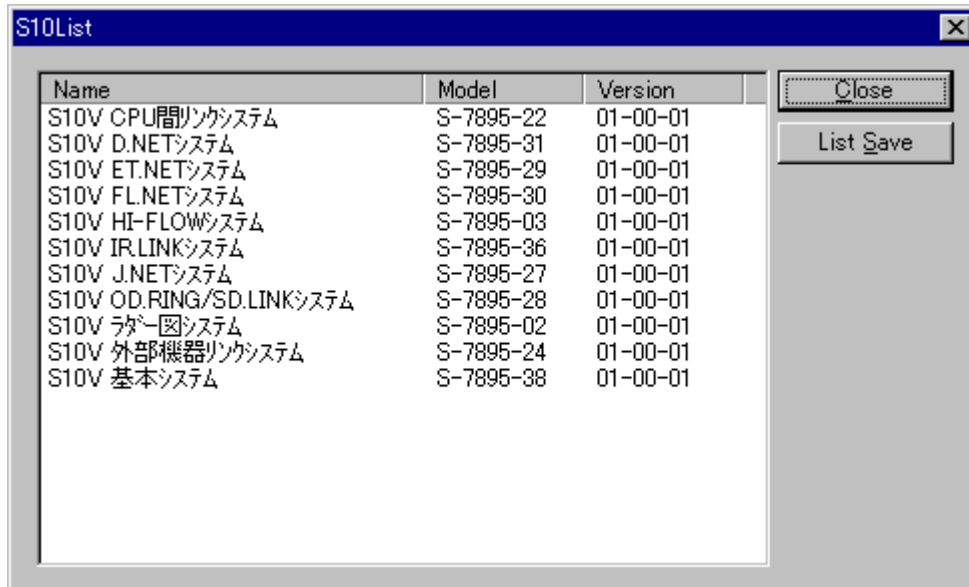 S10List
Name Model Version
Close
S10V CPU間ﾘﾝｸｼｽﾃﾑ S-7895-22 01-00-01
S10V D.NETｼｽﾃﾑ S-7895-31 01-00-01
List Save
S10V ET.NETｼｽﾃﾑ S-7895-29 01-00-01
S10V FL.NETｼｽﾃﾑ S-7895-30 01-00-01
S10V HI-FLOWｼｽﾃﾑ S-7895-03 01-00-01
S10V IR.LINKｼｽﾃﾑ S-7895-36 01-00-01
S10V J.NETｼｽﾃﾑ S-7895-27 01-00-01
S10V OD.RING/SD.LINKｼｽﾃﾑ S-7895-28 01-00-01
S10V ﾗﾀﾞｰ図ｼｽﾃﾑ S-7895-02 01-00-01
S10V 外部機器ﾘﾝｸｼｽﾃﾑ S-7895-24 01-00-01
S10V 基本ｼｽﾃﾑ S-7895-38 01-00-01